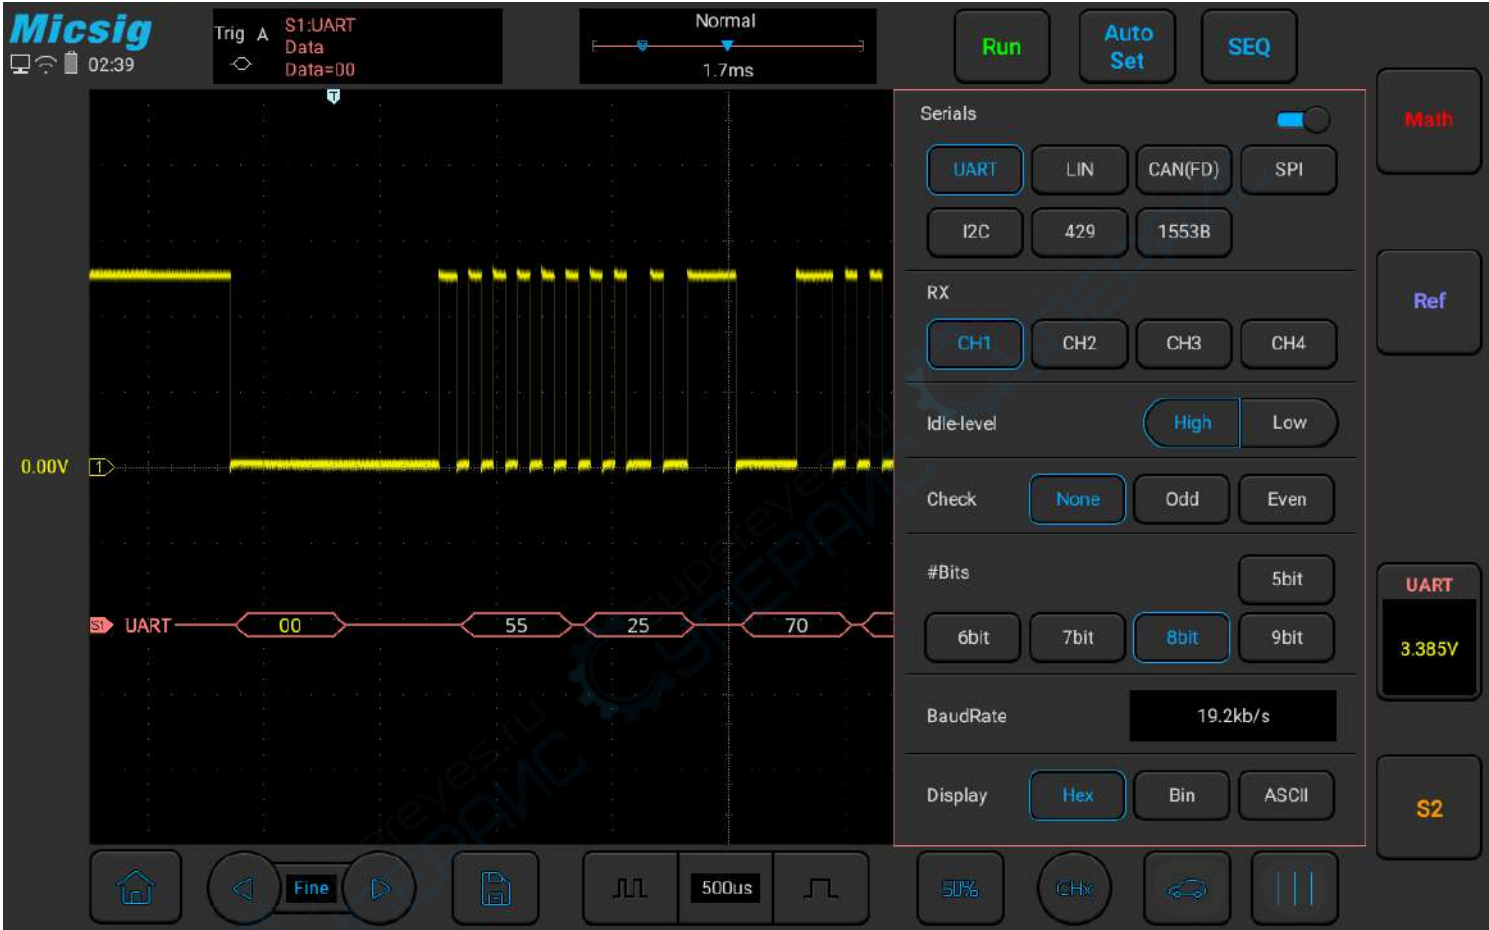 Micsig
02:39
Trig A
S1:UART
Data
Data=00
Normal
1.7ms
Run
Auto
Set
SEQ
T
Serials
UART LIN CAN(FD) SPI
I2C 429 1553B
RX
CH1 CH2 CH3 CH4
Idle-level High Low
Check None Odd Even
#Bits 5bit
6bit 7bit 8bit 9bit
BaudRate 19.2kb/s
Display Hex Bin ASCII
0.00V 1
S1 UART 00 55 25 70
Math
Ref
UART
3.385V
S2
Fine
500us
50%
CHx
supereyes.ru
СУПЕРАЙС